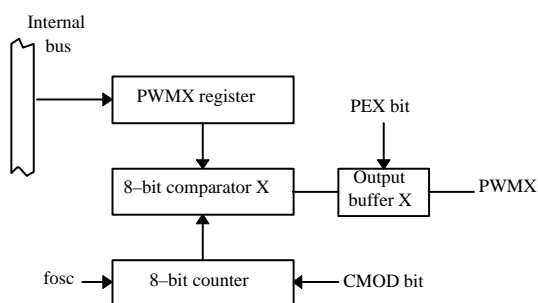 Internal
bus
PWMX register
PEX bit
8–bit comparator X
Output
buffer X
PWMX
fosc
8–bit counter
CMOD bit